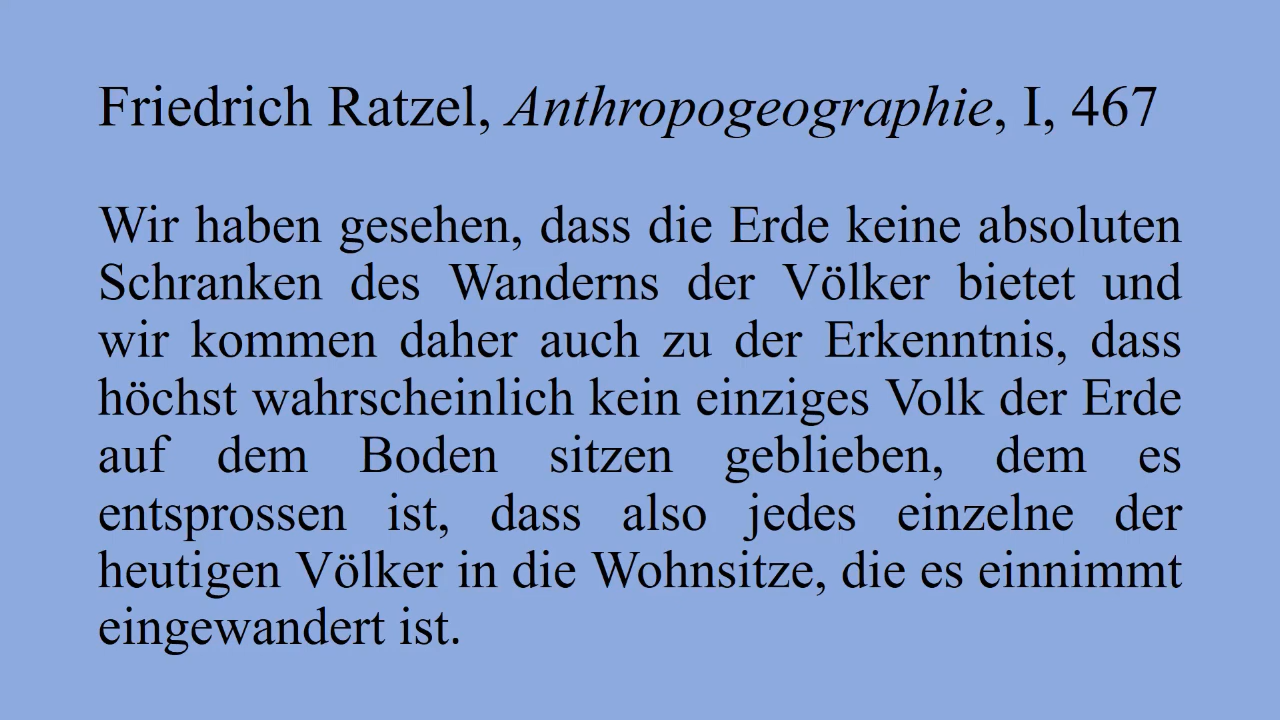 Friedrich Ratzel, Anthropogeographie, I, 467
Wir haben gesehen, dass die Erde keine absoluten
Schranken des Wanderns der Völker bietet und
wir kommen daher auch zu der Erkenntnis, dass
höchst wahrscheinlich kein einziges Volk der Erde
auf dem Boden sitzen geblieben, dem es
entsprossen ist, dass also jedes einzelne der
heutigen Völker in die Wohnsitze, die es einnimmt
eingewandert ist.